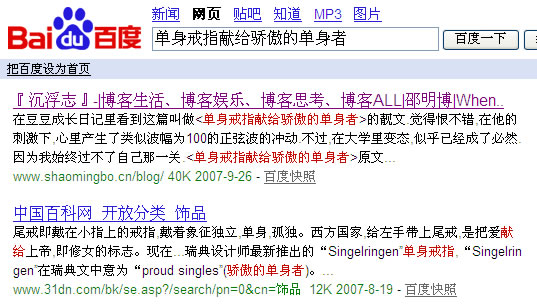 新闻 网页 贴吧 知道 MP3 图片
Bai du 百度 单身戒指献给骄傲的单身者 百度一下
把百度设为首页
『沉浮志』-|博客生活、博客娱乐、博客思考、博客ALL|邵明博|When..
在豆豆成长日记里看到这篇叫做<单身戒指献给骄傲的单身者>的靓文.觉得恨不错,在他的
刺激下,心里产生了类似波幅为100的正弦波的冲动.不过,在大学里变态,似乎已经成了必然.
因为我始终过不了自己那一关.<单身戒指献给骄傲的单身者>原文...
www.shaomingbo.cn/blog/ 40K 2007-9-26 - 百度快照
中国百科网 开放分类 饰品
尾戒即戴在小指上的戒指,戴着象征独立,单身,孤独。西方国家,给左手带上尾戒,是把爱献
给上帝,即修女的标志。现在...瑞典设计师最新推出的“Singelringen”单身戒指,“Singelrin
gen”在瑞典文中意为“proud singles”(骄傲的单身者)。...
www.31dn.com/bk/se.asp?/search/pn=0&cn=饰品 12K 2007-8-19 - 百度快照